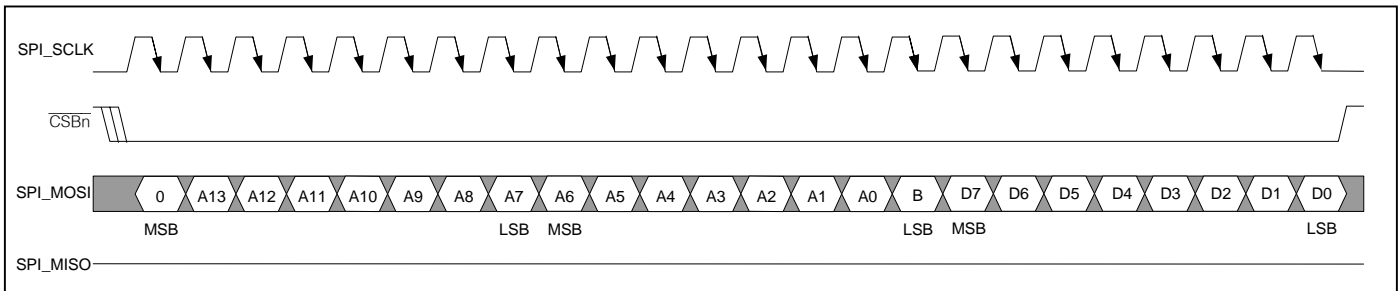 SPI_SCLK
CSBn
SPI_MOSI 0 A13 A12 A11 A10 A9 A8 A7 A6 A5 A4 A3 A2 A1 A0 B D7 D6 D5 D4 D3 D2 D1 D0
MSB LSB MSB LSB MSB LSB
SPI_MISO